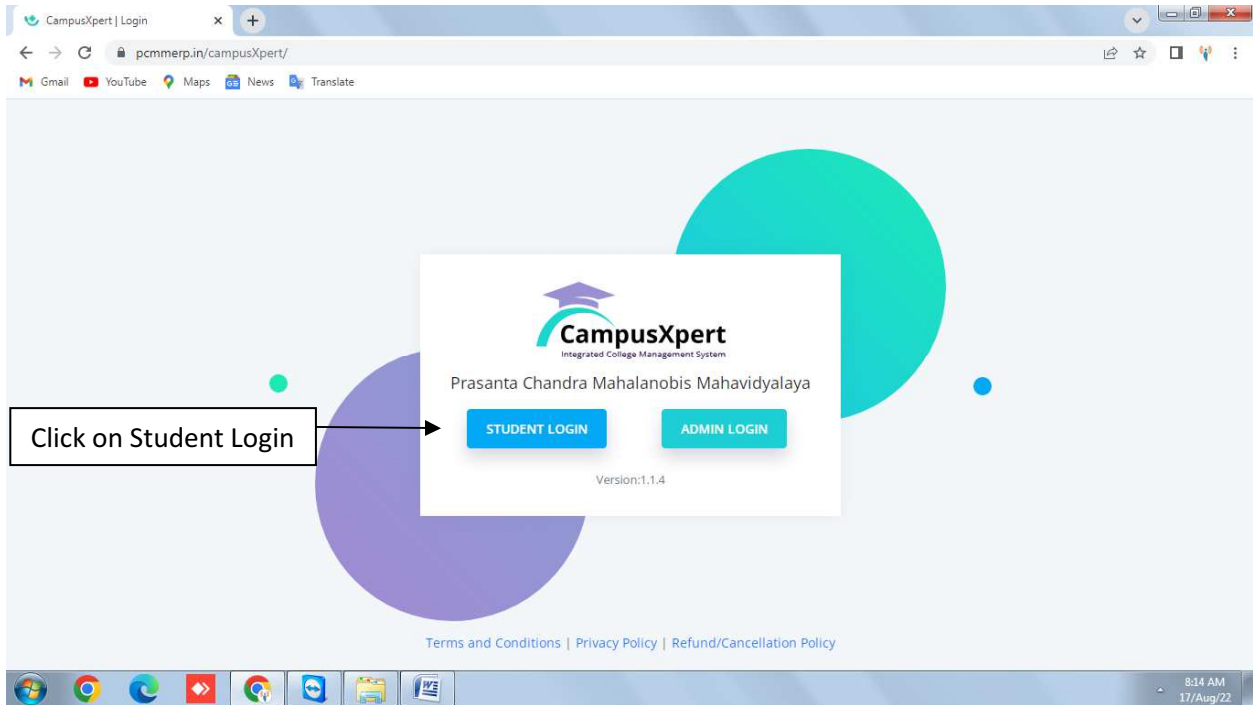 CampusXpert | Login
pcmmerp.in/campusXpert/
Gmail YouTube Maps News Translate
CampusXpert
Integrated College Management System
Prasanta Chandra Mahalanobis Mahavidyalaya
Click on Student Login
STUDENT LOGIN ADMIN LOGIN
Version:1.1.4
Terms and Conditions | Privacy Policy | Refund/Cancellation Policy
8:14 AM
17/Aug/22